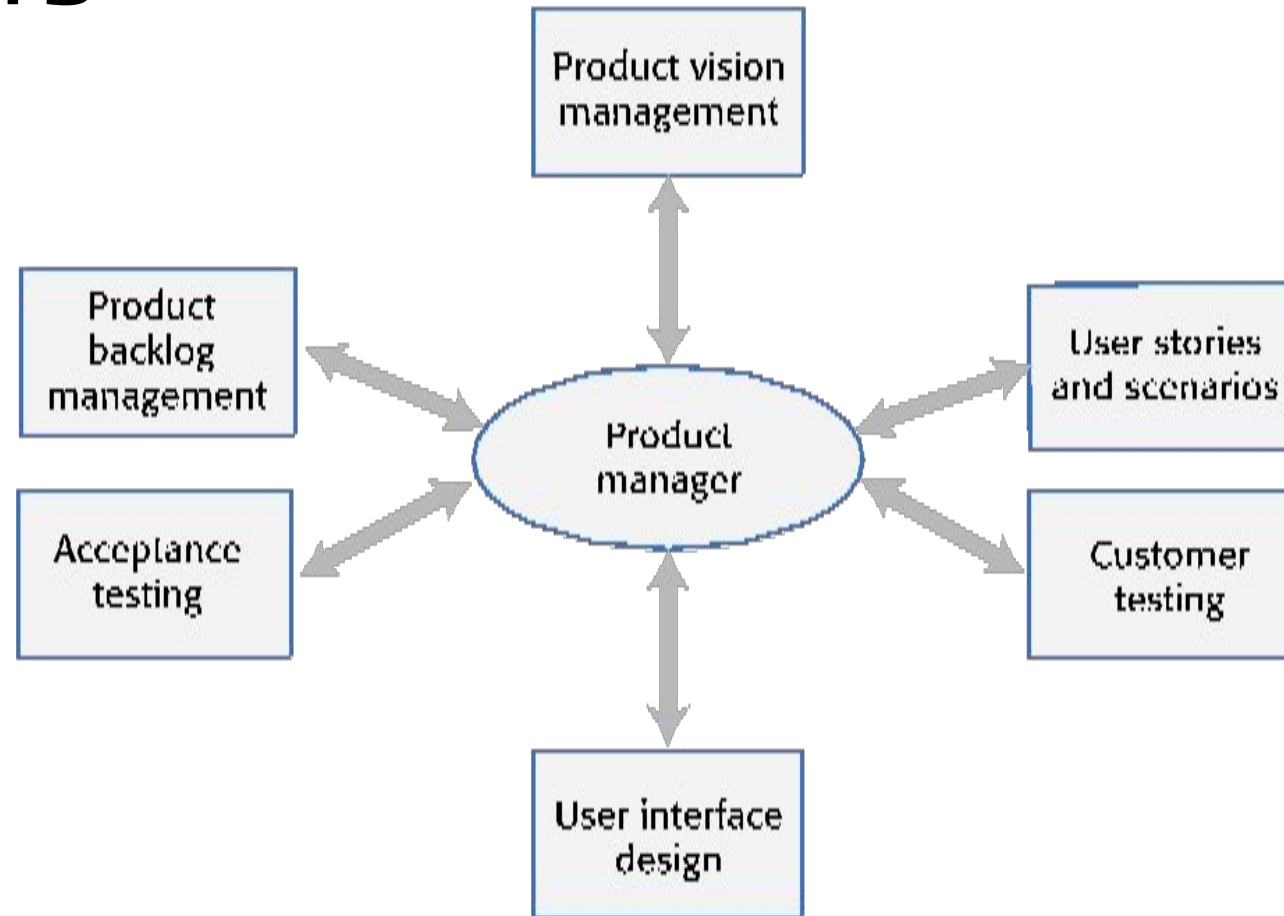 Product vision
management
Product
backlog
management
User stories
and scenarios
Product
manager
Acceptance
testing
Customer
testing
User interface
design